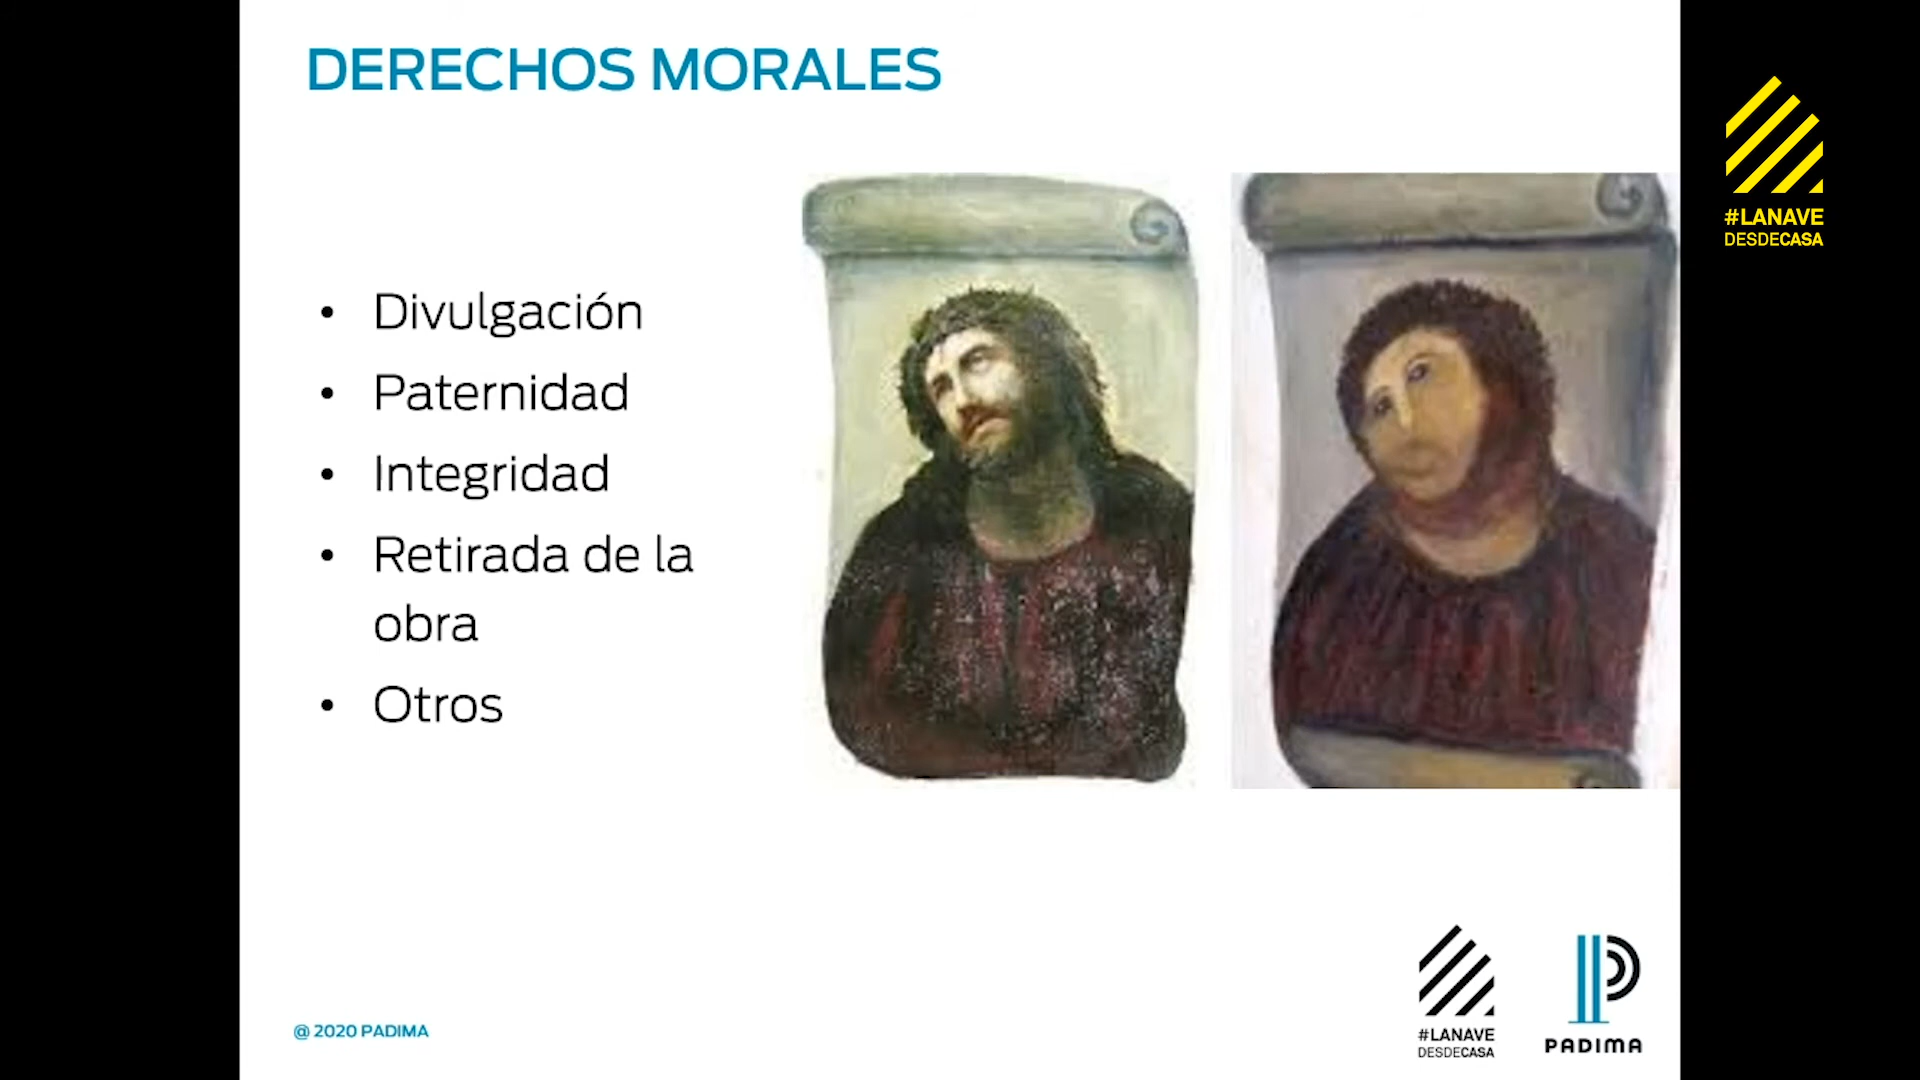 DERECHOS MORALES
#LANAVE
DESDECASA
• Divulgación
• Paternidad
• Integridad
• Retirada de la
obra
• Otros
@ 2020 PADIMA
#LANAVE
DESDECASA
PADIMA